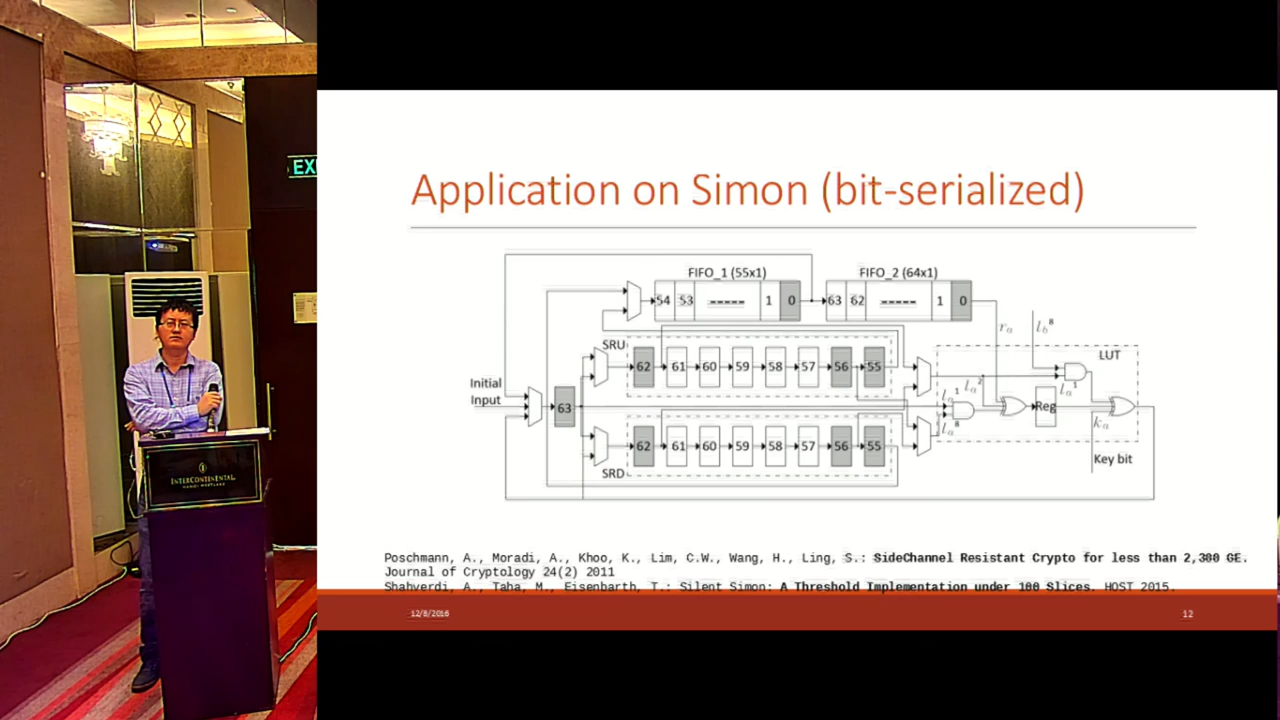 EX
INTERCONTINENTAL
Application on Simon (bit-serialized)
FIFO_1 (55x1)
FIFO_2 (64x1)
54 53 ----- 1 0
63 62 ----- 1 0
SRU
62 61 60 59 58 57 56 55
LUT
Initial
Input
63
Reg
62 61 60 59 58 57 56 55
SRD
Key bit
Poschmann, A., Moradi, A., Khoo, K., Lim, C.W., Wang, H., Ling, S.: SideChannel Resistant Crypto for less than 2,300 GE.
Journal of Cryptology 24(2) 2011
Shahverdi, A., Taha, M., Eisenbarth, T.: Silent Simon: A Threshold Implementation under 100 Slices. HOST 2015.
12/8/2016
12